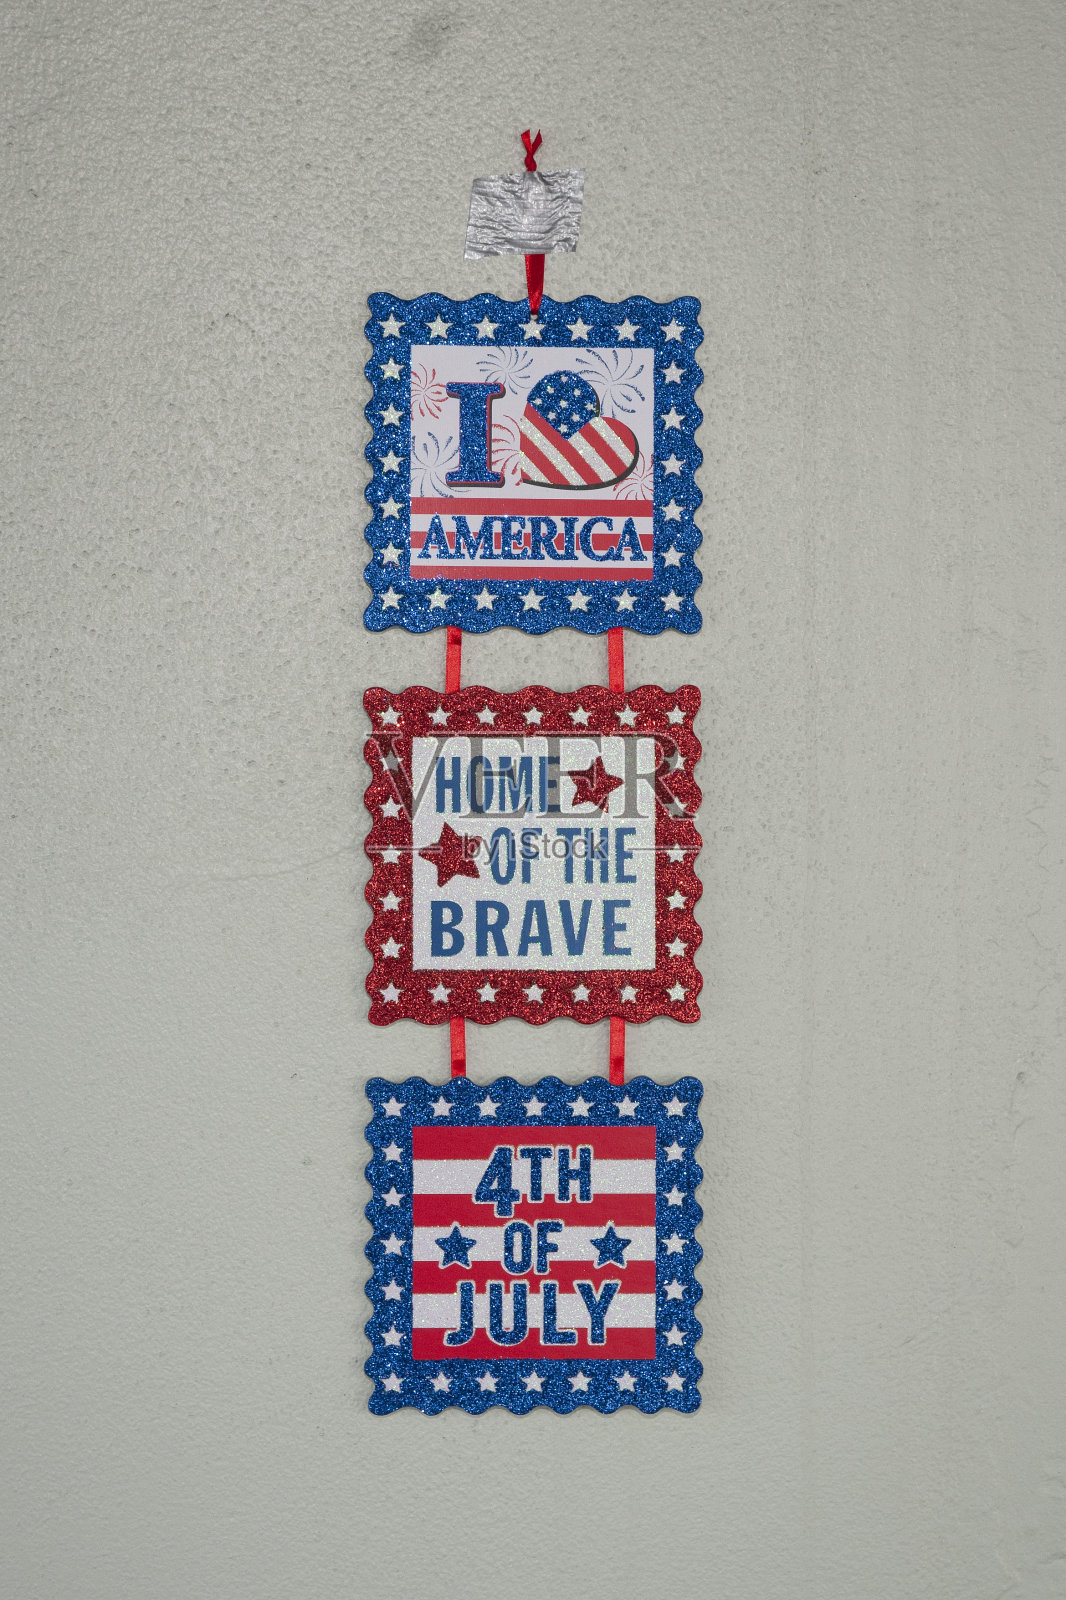 I
AMERICA
HOME
OF THE
BRAVE
4TH
OF
JULY
VEER
by iStock